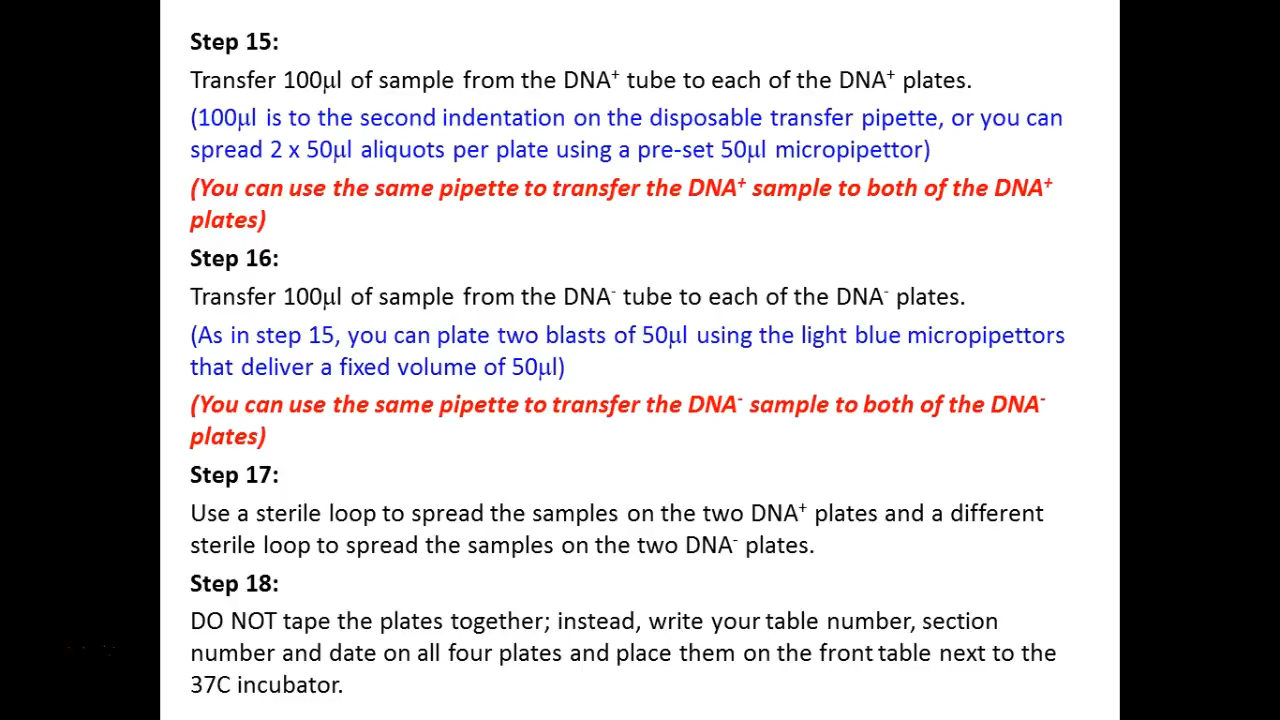 Step 15:
Transfer 100µl of sample from the DNA⁺ tube to each of the DNA⁺ plates.
(100µl is to the second indentation on the disposable transfer pipette, or you can
spread 2 x 50µl aliquots per plate using a pre-set 50µl micropipettor)
(You can use the same pipette to transfer the DNA⁺ sample to both of the DNA⁺
plates)
Step 16:
Transfer 100µl of sample from the DNA⁻ tube to each of the DNA⁻ plates.
(As in step 15, you can plate two blasts of 50µl using the light blue micropipettors
that deliver a fixed volume of 50µl)
(You can use the same pipette to transfer the DNA⁻ sample to both of the DNA⁻
plates)
Step 17:
Use a sterile loop to spread the samples on the two DNA⁺ plates and a different
sterile loop to spread the samples on the two DNA⁻ plates.
Step 18:
DO NOT tape the plates together; instead, write your table number, section
number and date on all four plates and place them on the front table next to the
37C incubator.